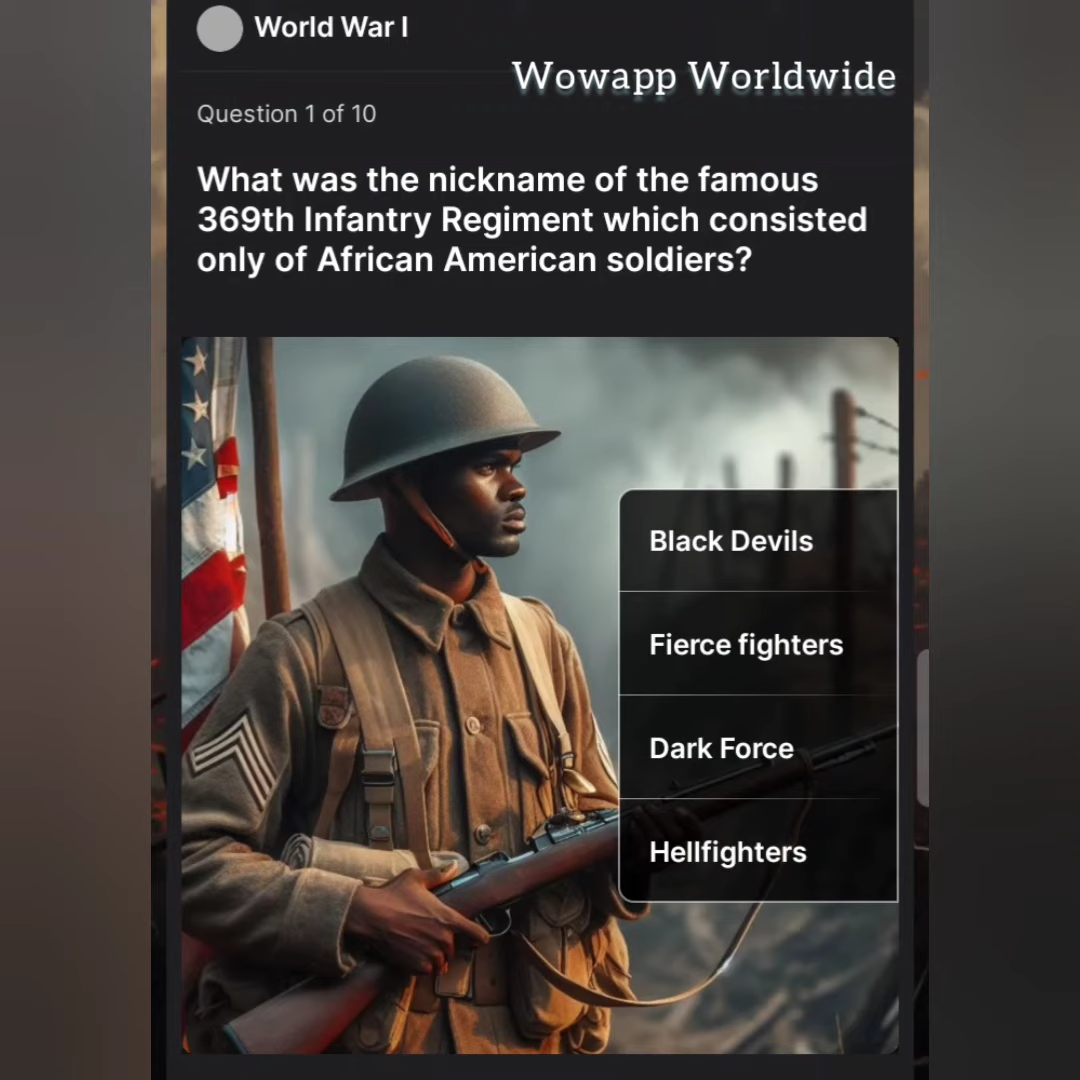 World War I
Wowapp Worldwide
Question 1 of 10
What was the nickname of the famous
369th Infantry Regiment which consisted
only of African American soldiers?
Black Devils
Fierce fighters
Dark Force
Hellfighters